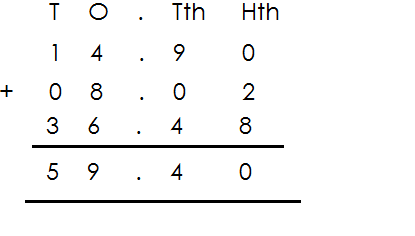 T O . Tth Hth
1 4 . 9 0
+ 0 8 . 0 2
3 6 . 4 8
5 9 . 4 0